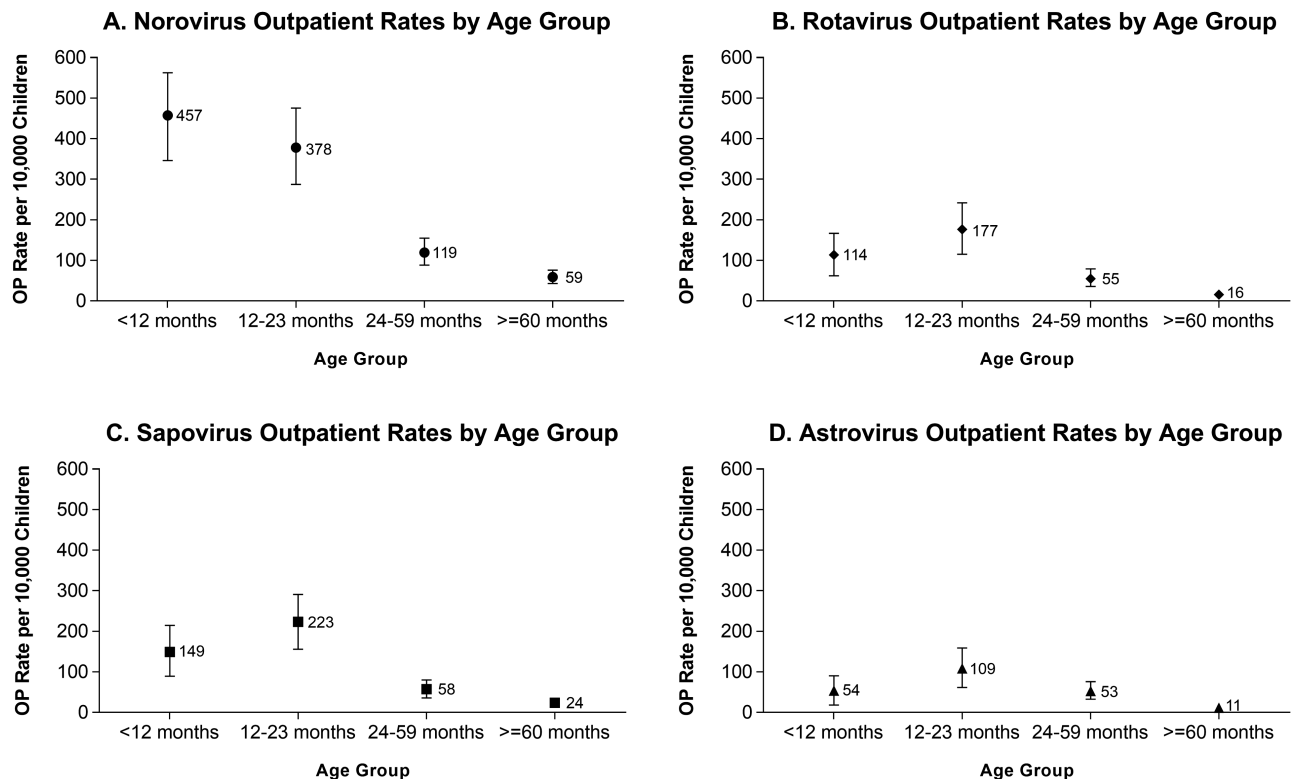 A. Norovirus Outpatient Rates by Age Group
OP Rate per 10,000 Children
600
500
400
300
200
100
0
457
378
119
59
<12 months 12-23 months 24-59 months >=60 months
Age Group
B. Rotavirus Outpatient Rates by Age Group
OP Rate per 10,000 Children
600
500
400
300
200
100
0
114
177
55
16
<12 months 12-23 months 24-59 months >=60 months
Age Group
C. Sapovirus Outpatient Rates by Age Group
OP Rate per 10,000 Children
600
500
400
300
200
100
0
149
223
58
24
<12 months 12-23 months 24-59 months >=60 months
Age Group
D. Astrovirus Outpatient Rates by Age Group
OP Rate per 10,000 Children
600
500
400
300
200
100
0
54
109
53
11
<12 months 12-23 months 24-59 months >=60 months
Age Group